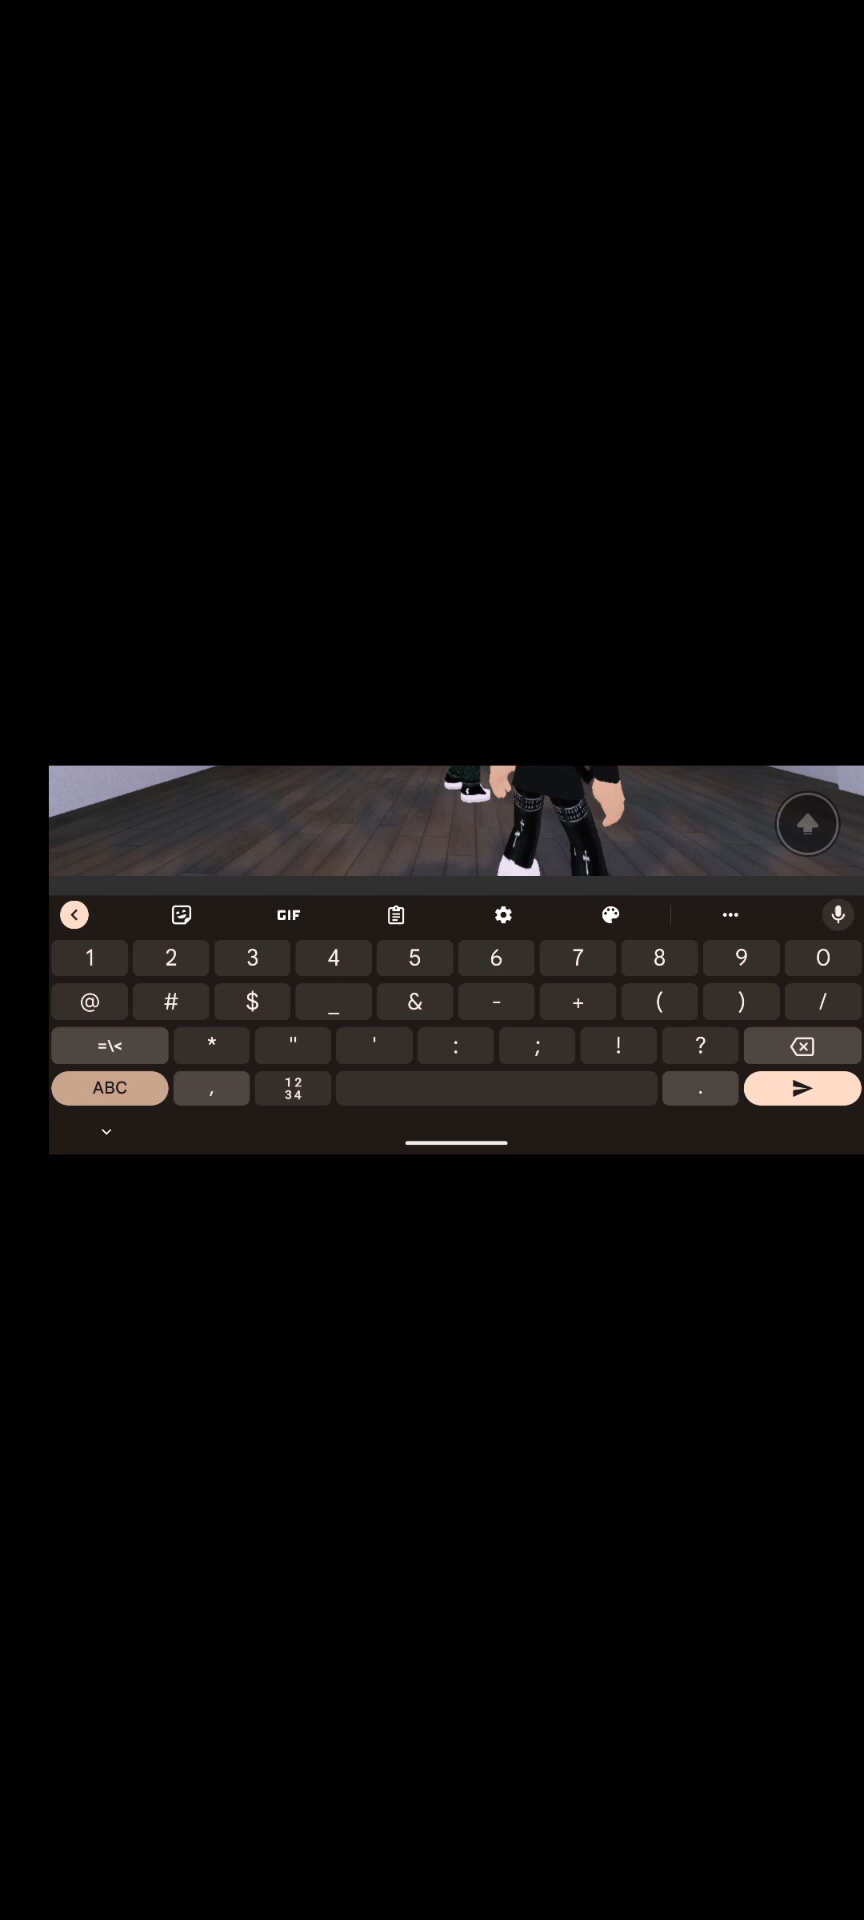 GIF
1 2 3 4 5 6 7 8 9 0
@ # $ _ & - + ( ) /
=\< * " ' : ; ! ?
ABC , 12 34 .